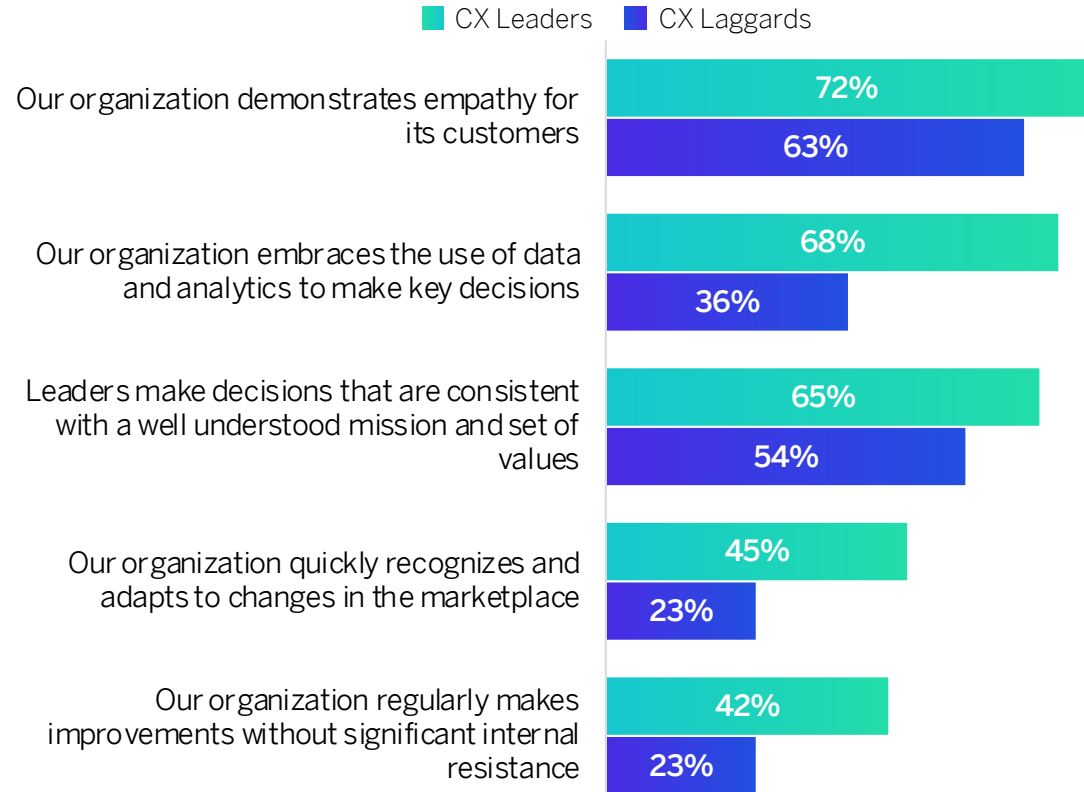 CX Leaders CX Laggards
Our organization demonstrates empathy for
its customers
72%
63%
Our organization embraces the use of data
and analytics to make key decisions
68%
36%
Leaders make decisions that are consistent
with a well understood mission and set of
values
65%
54%
Our organization quickly recognizes and
adapts to changes in the marketplace
45%
23%
Our organization regularly makes
improvements without significant internal
resistance
42%
23%